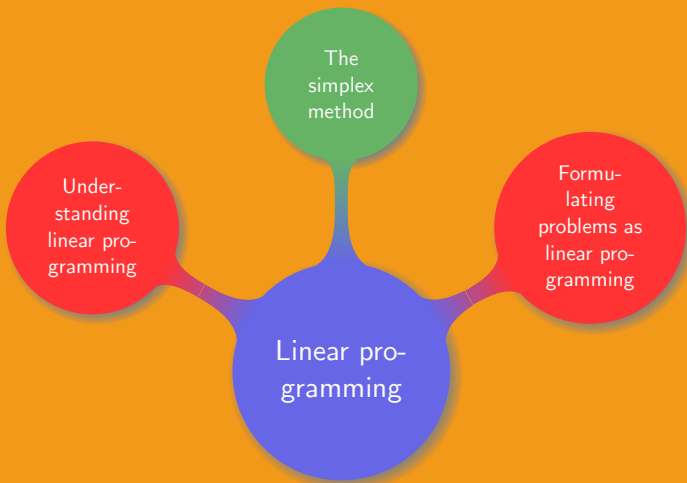 The
simplex
method
Under-
standing
linear pro-
gramming
Formu-
lating
problems as
linear pro-
gramming
Linear pro-
gramming